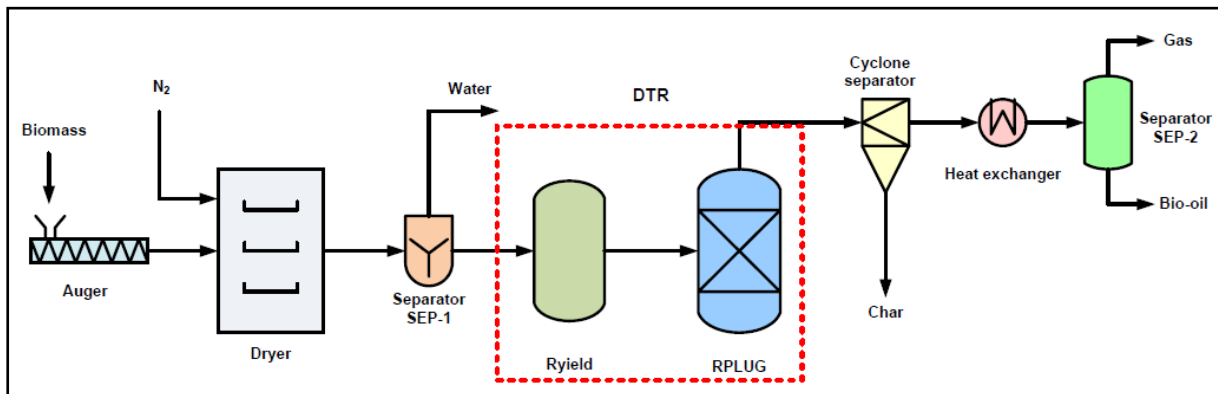 Gas
Cyclone
separator
N2
Water
DTR
Biomass
Separator
SEP-2
Heat exchanger
Bio-oil
Auger
Separator
SEP-1
Char
Dryer
Ryield
RPLUG